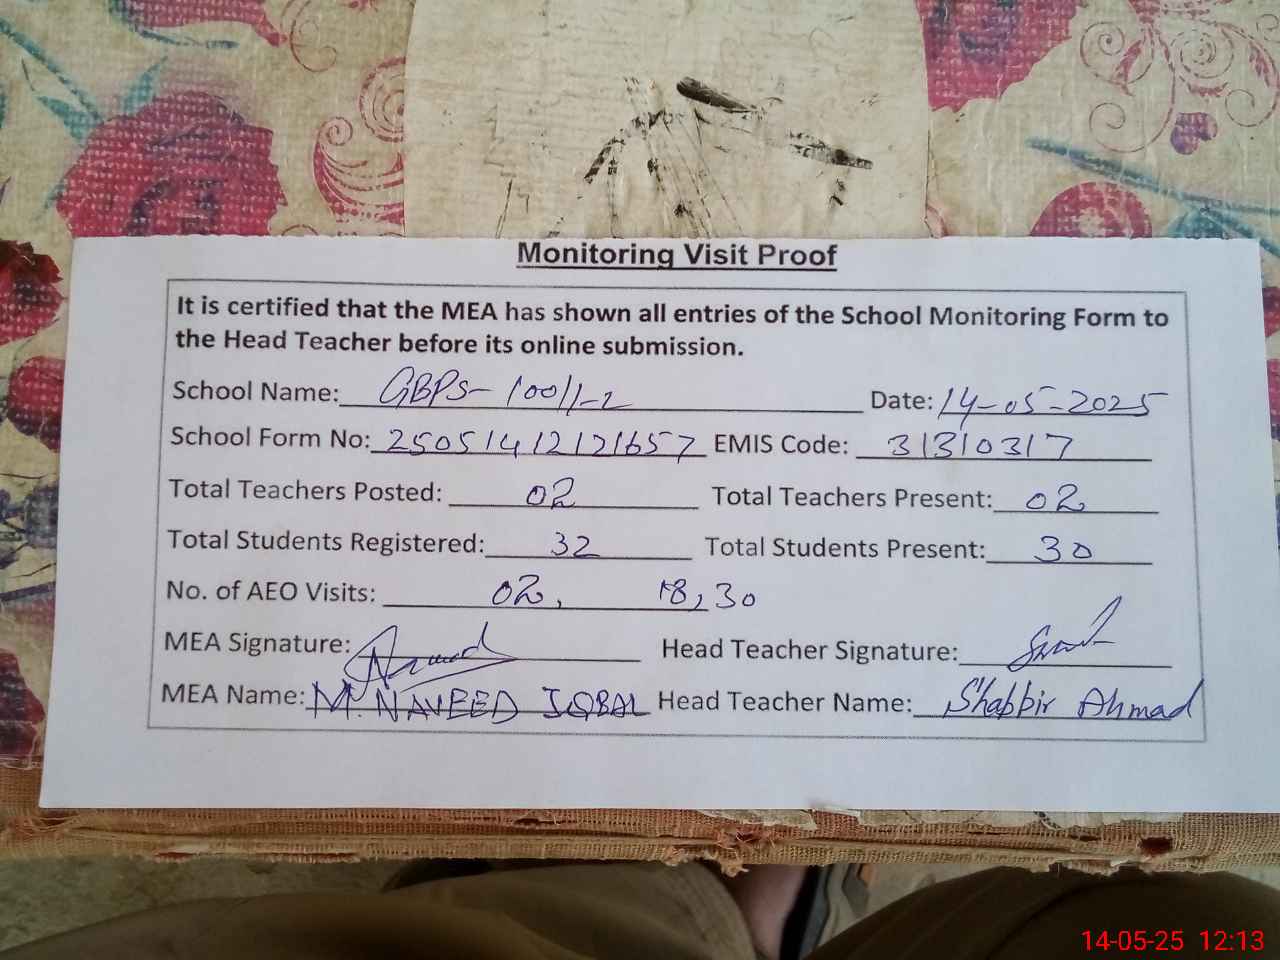 Monitoring Visit Proof
It is certified that the MEA has shown all entries of the School Monitoring Form to
the Head Teacher before its online submission.
School Name: GBPS-100/1-2 Date: 14-05-2025
School Form No: 25051412121657 EMIS Code: 31310317
Total Teachers Posted: 02 Total Teachers Present: 02
Total Students Registered: 32 Total Students Present: 30
No. of AEO Visits: 02, 18,30
MEA Signature: Head Teacher Signature:
MEA Name: M. NAVEED IQBAL Head Teacher Name: Shabbir Ahmad
14-05-25 12:13